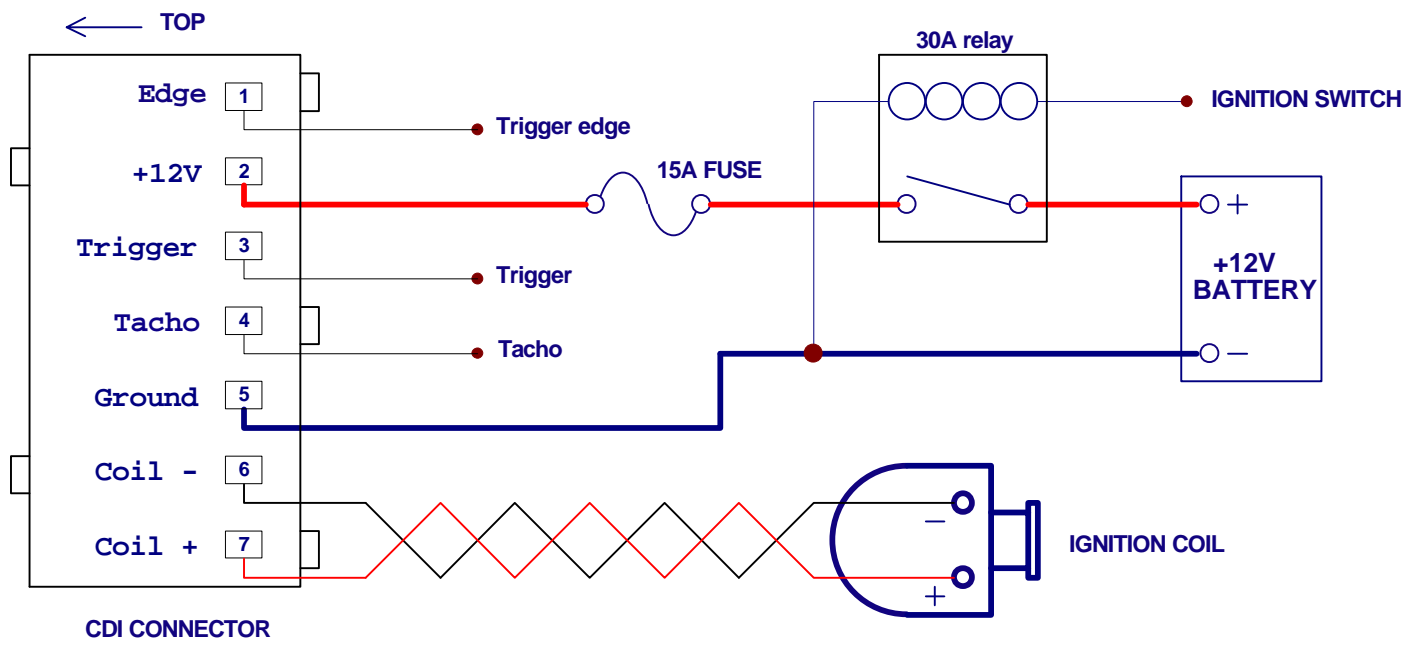 TOP
30A relay
Edge 1
IGNITION SWITCH
Trigger edge
+12V 2
15A FUSE
+
Trigger 3
+12V
BATTERY
Trigger
Tacho 4
Tacho
−
Ground 5
Coil - 6
−
Coil + 7
IGNITION COIL
+
CDI CONNECTOR